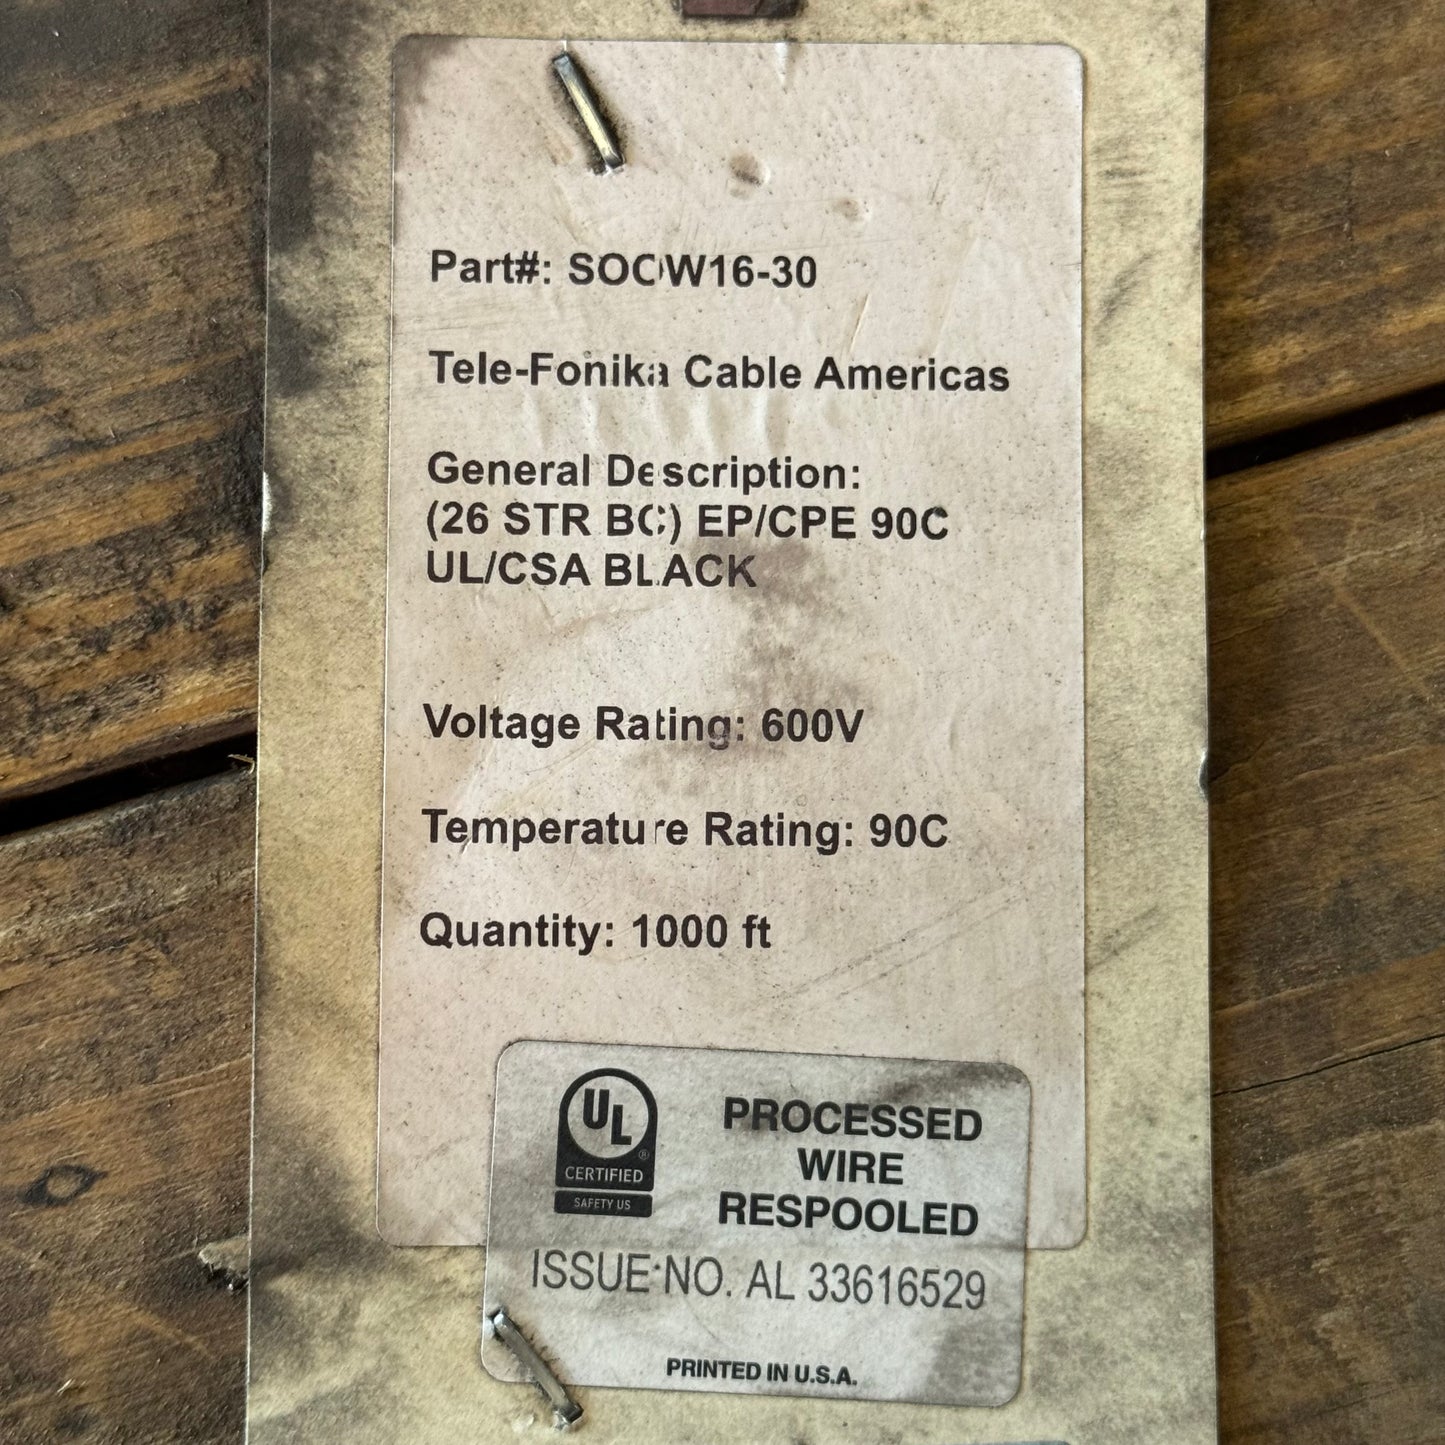 Part#: SOOW16-30
Tele-Fonika Cable Americas
General Description:
(26 STR BC) EP/CPE 90C
UL/CSA BLACK
Voltage Rating: 600V
Temperature Rating: 90C
Quantity: 1000 ft
UL ®
CERTIFIED
SAFETY US
PROCESSED
WIRE
RESPOOLED
ISSUE NO. AL 33616529
PRINTED IN U.S.A.